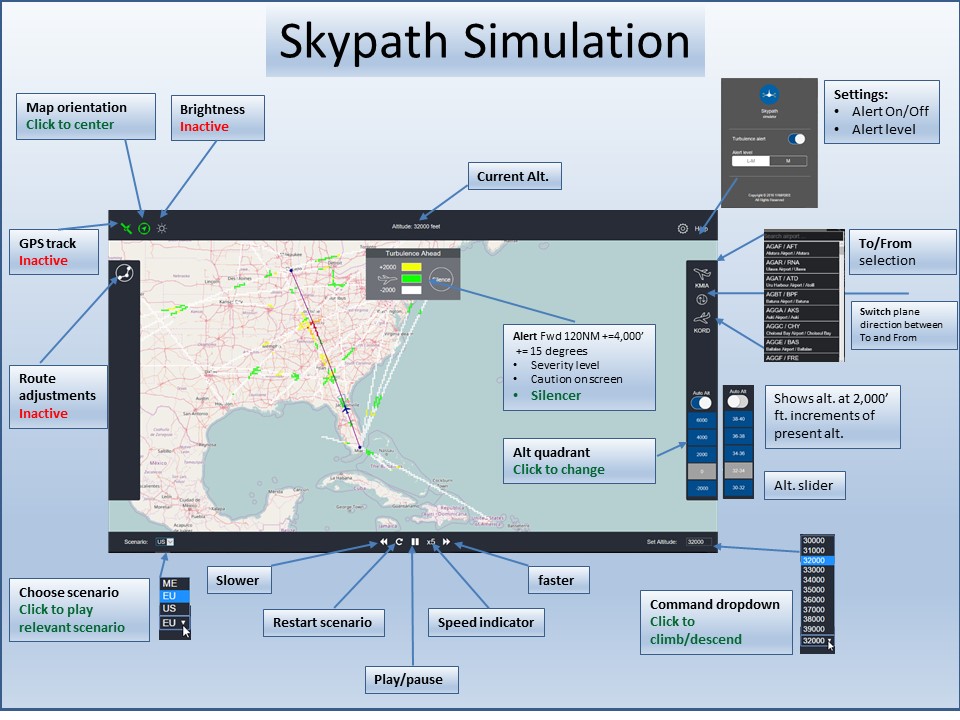 Skypath Simulation
Map orientation
Click to center
Brightness
Inactive
Current Alt.
Skypath
simulator
Turbulence alert
Alert level
L-M
M
Copyright © 2018 YAMASEE
All Rights Reserved
Settings:
• Alert On/Off
• Alert level
GPS track
Inactive
Altitude: 32000 feet
Help
Turbulence Ahead
+2000
-2000
Silence
KMIA
KORD
Search airport ...
AGAF / AFT
Afutara Airport / Afutara
AGAR / RNA
Ulawa Airport / Ulawa
AGAT / ATD
Uru Harbour Airport / Atoifi
AGBT / BPF
Batuna Airport / Batuna
AGGA / AKS
Auki Airport / Auki
AGGC / CHY
Choiseul Bay Airport / Choiseul Bay
AGGE / BAS
Ballalae Airport / Ballalae
AGGF / FRE
To/From
selection
Switch plane
direction between
To and From
Alert Fwd 120NM +=4,000’
+= 15 degrees
• Severity level
• Caution on screen
• Silencer
Route
adjustments
Inactive
Auto Alt
6000
4000
2000
0
-2000
Auto Alt
38-40
36-38
34-36
32-34
30-32
Shows alt. at 2,000’
ft. increments of
present alt.
Alt quadrant
Click to change
Alt. slider
Scenario:
US
x5
Set Altitude:
32000
Choose scenario
Click to play
relevant scenario
ME
EU
US
EU
Slower
faster
Restart scenario
Speed indicator
Play/pause
Command dropdown
Click to
climb/descend
30000
31000
32000
33000
34000
35000
36000
37000
38000
39000
32000